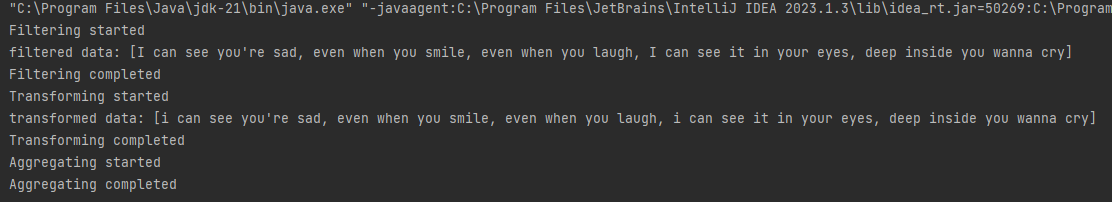 "C:\Program Files\Java\jdk-21\bin\java.exe" "-javaagent:C:\Program Files\JetBrains\IntelliJ IDEA 2023.1.3\lib\idea_rt.jar=50269:C:\Program
Filtering started
filtered data: [I can see you're sad, even when you smile, even when you laugh, I can see it in your eyes, deep inside you wanna cry]
Filtering completed
Transforming started
transformed data: [i can see you're sad, even when you smile, even when you laugh, i can see it in your eyes, deep inside you wanna cry]
Transforming completed
Aggregating started
Aggregating completed